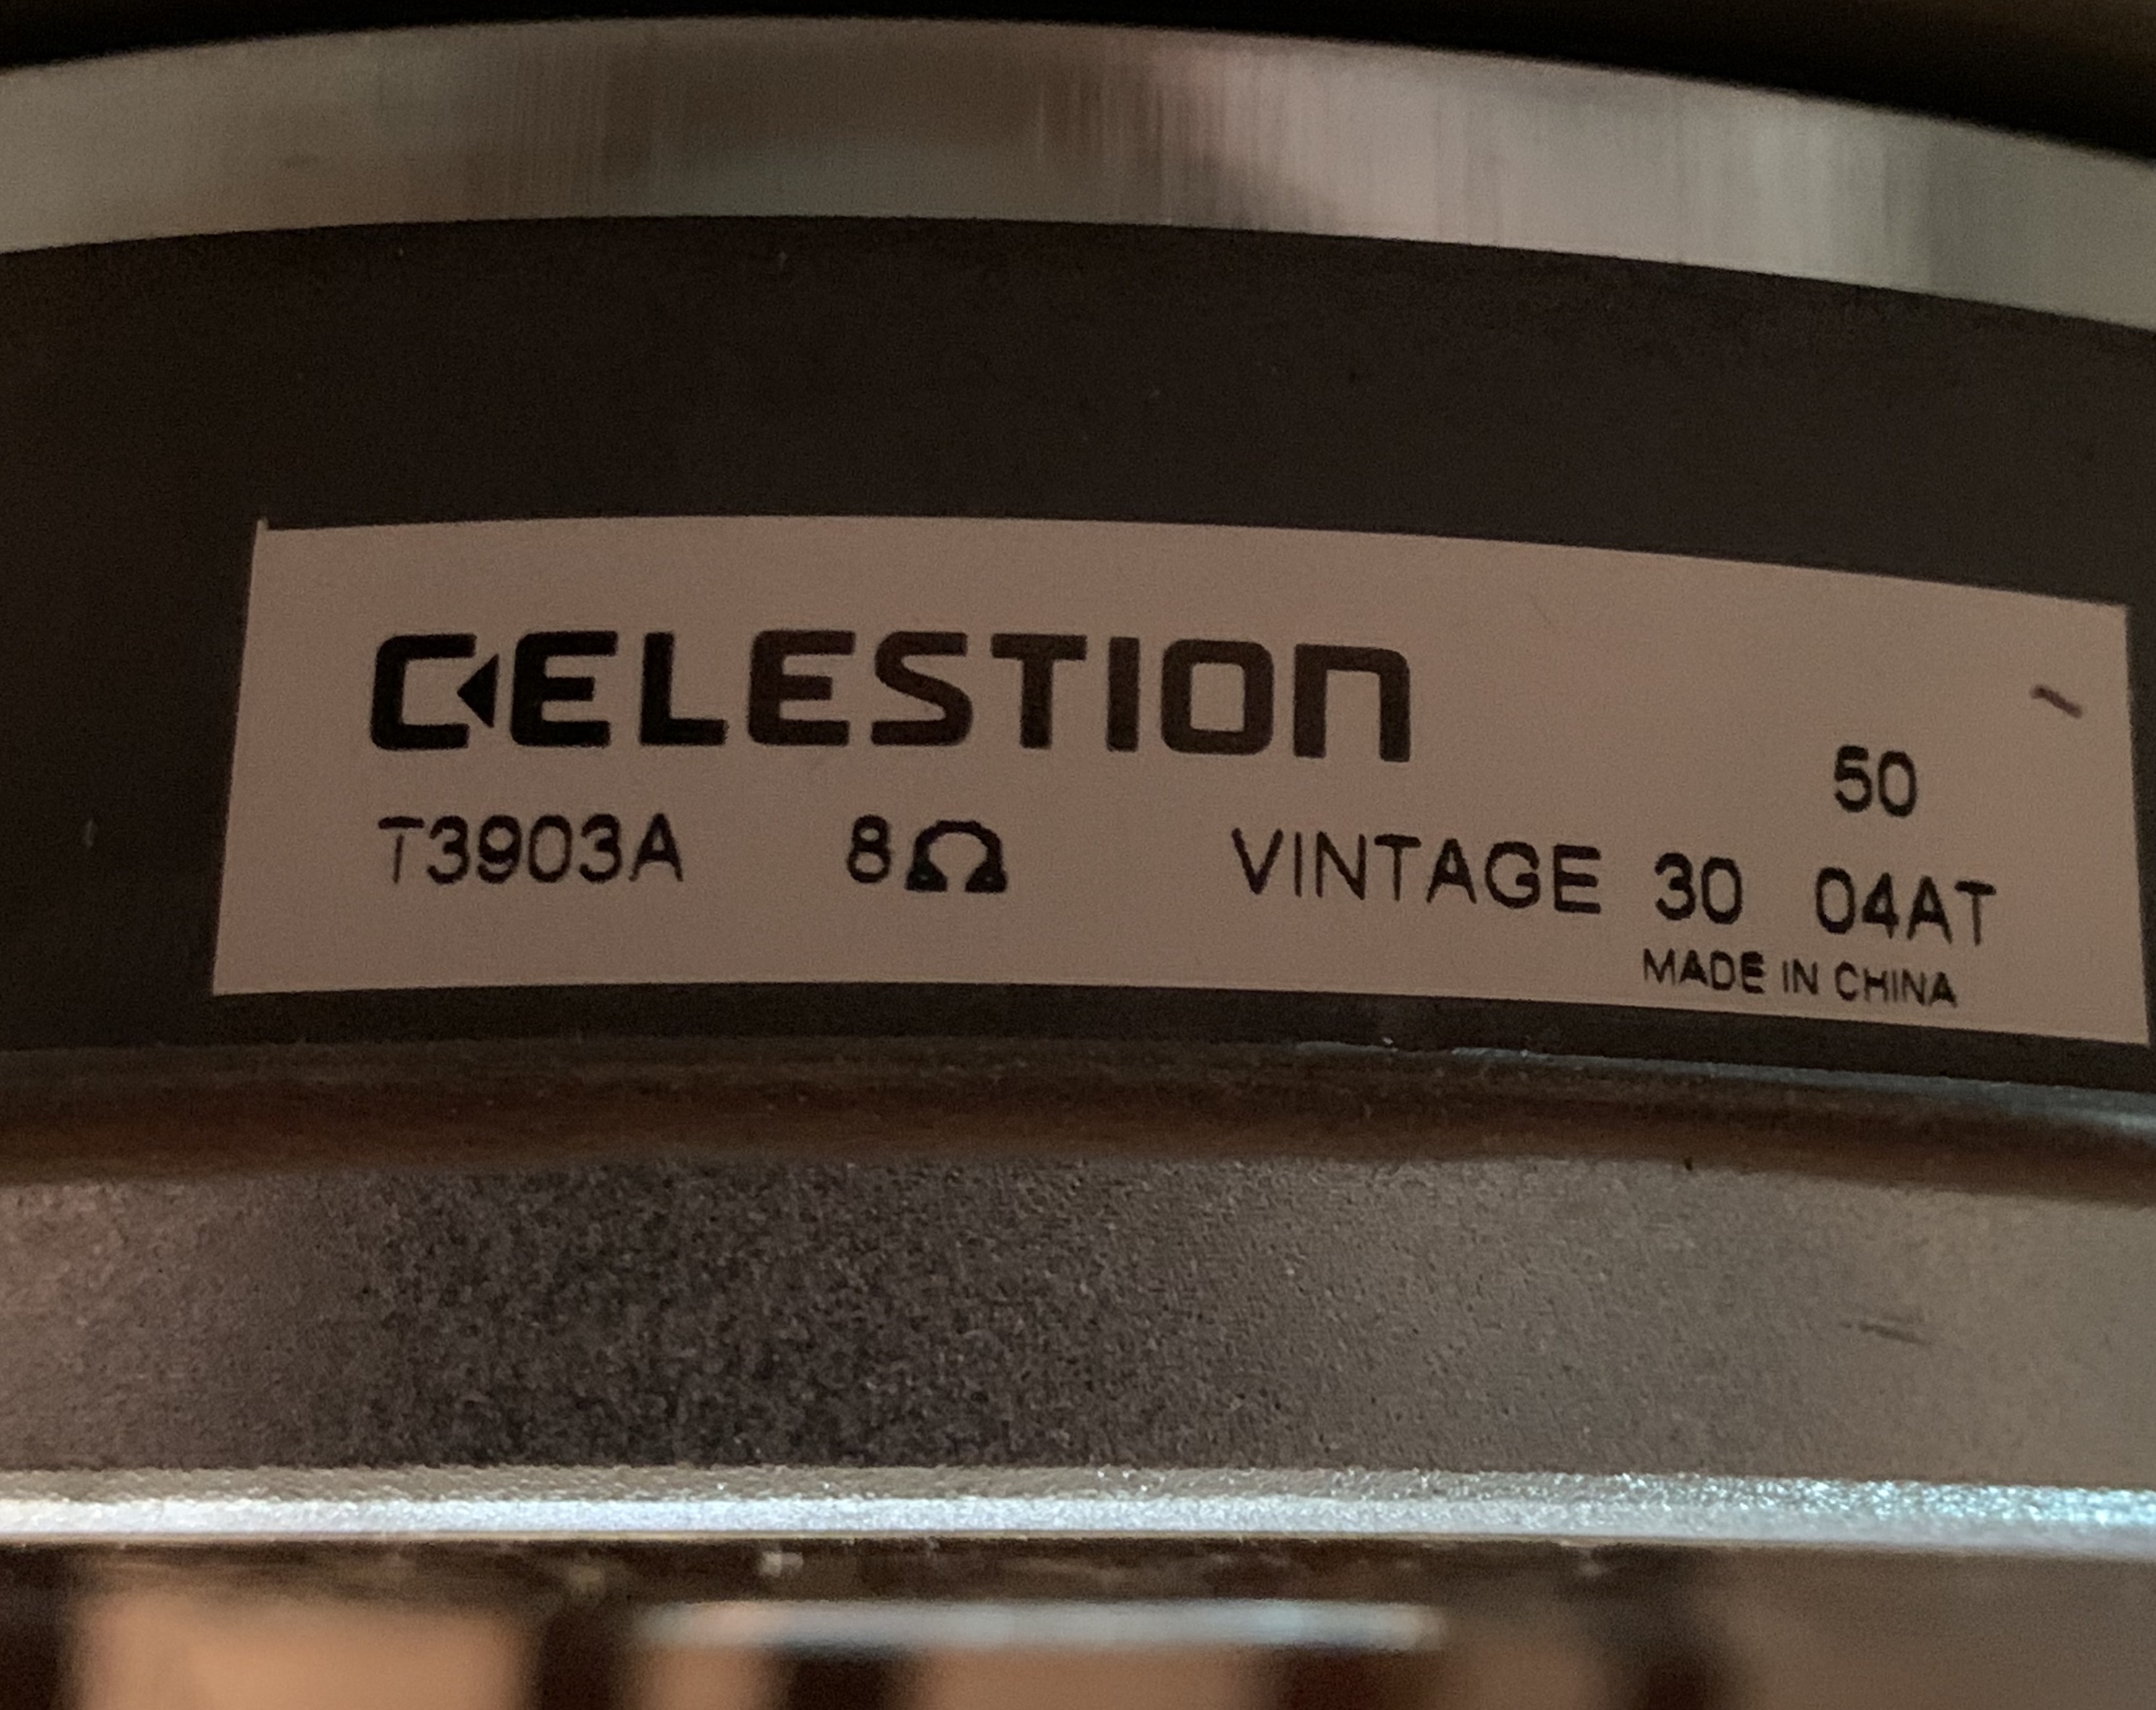 CELESTION
50
T3903A 8Ω VINTAGE 30 04AT
MADE IN CHINA